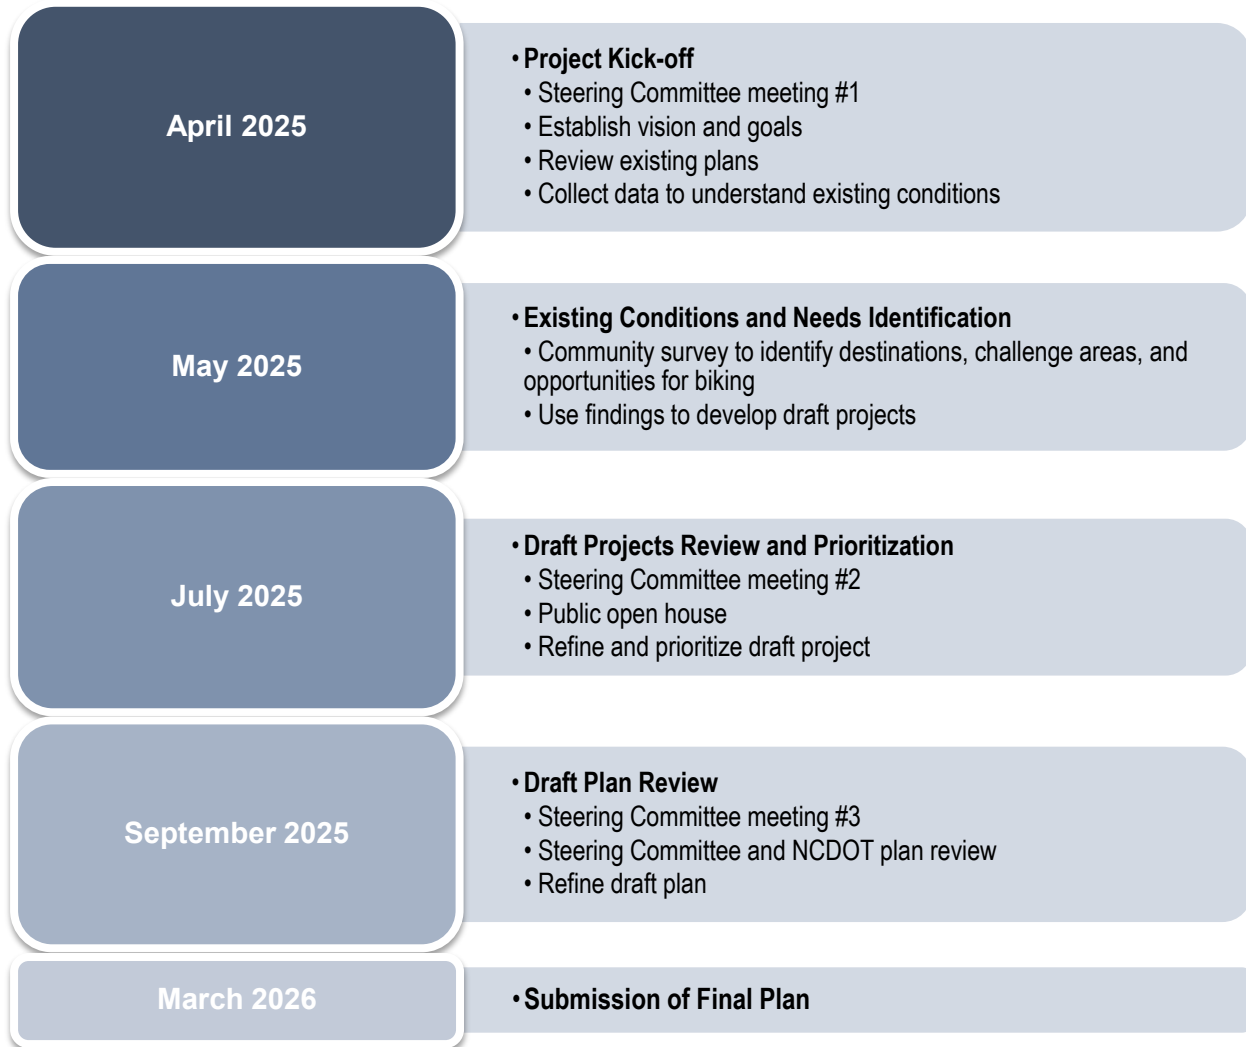 April 2025
• Project Kick-off
• Steering Committee meeting #1
• Establish vision and goals
• Review existing plans
• Collect data to understand existing conditions
May 2025
• Existing Conditions and Needs Identification
• Community survey to identify destinations, challenge areas, and
opportunities for biking
• Use findings to develop draft projects
July 2025
• Draft Projects Review and Prioritization
• Steering Committee meeting #2
• Public open house
• Refine and prioritize draft project
September 2025
• Draft Plan Review
• Steering Committee meeting #3
• Steering Committee and NCDOT plan review
• Refine draft plan
March 2026
• Submission of Final Plan